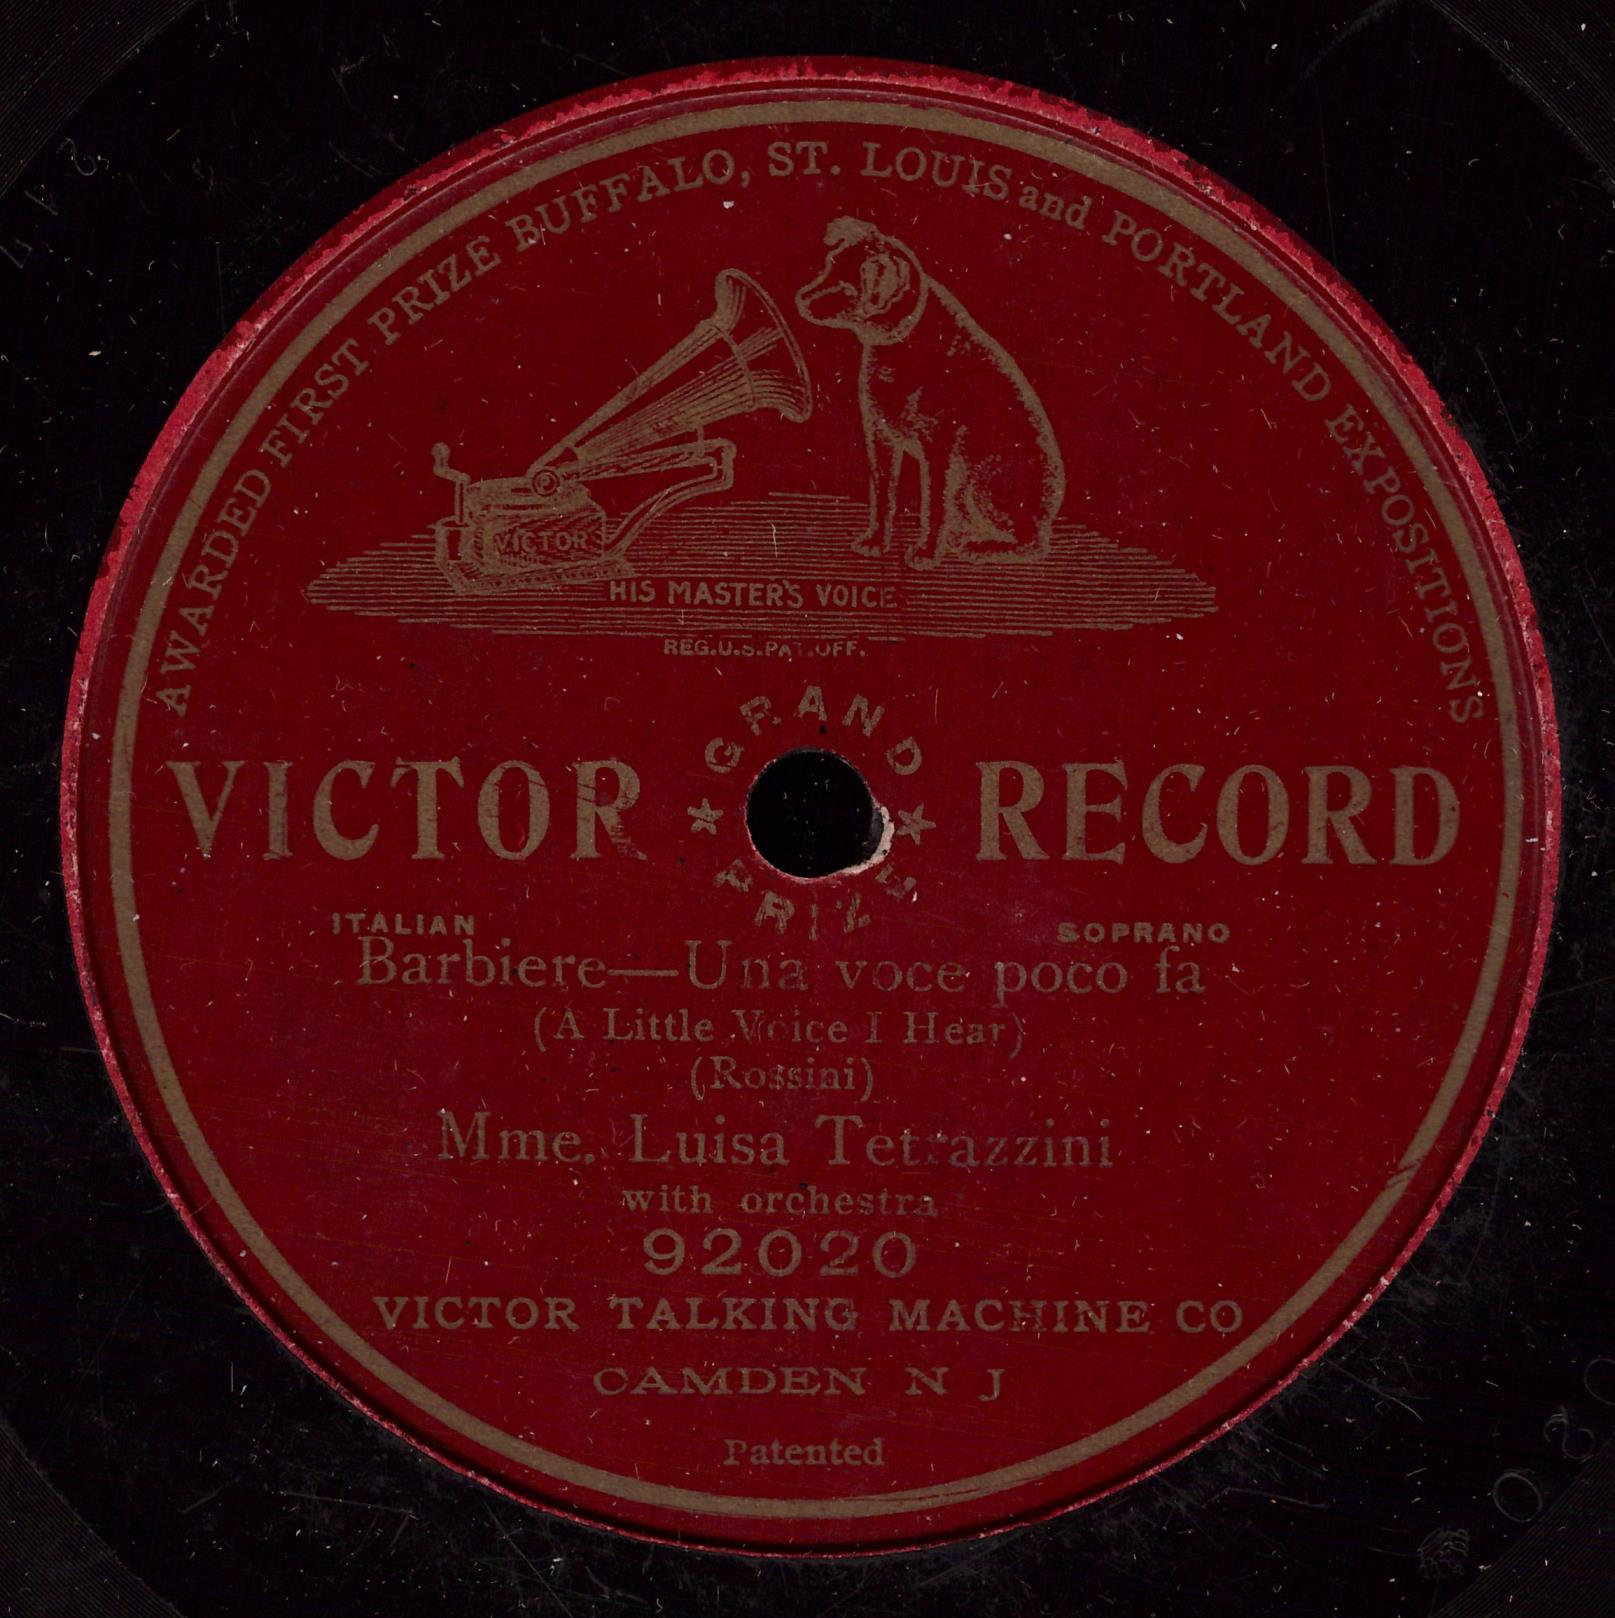 AWARDED FIRST PRIZE BUFFALO, ST. LOUIS and PORTLAND EXPOSITIONS
VICTOR
HIS MASTER'S VOICE
REG.U.S.PAT.OFF.
GRAND PRIZE
VICTOR RECORD
ITALIAN SOPRANO
Barbiere—Una voce poco fa
(A Little Voice I Hear)
(Rossini)
Mme. Luisa Tetrazzini
with orchestra
92020
VICTOR TALKING MACHINE CO
CAMDEN N J
Patented